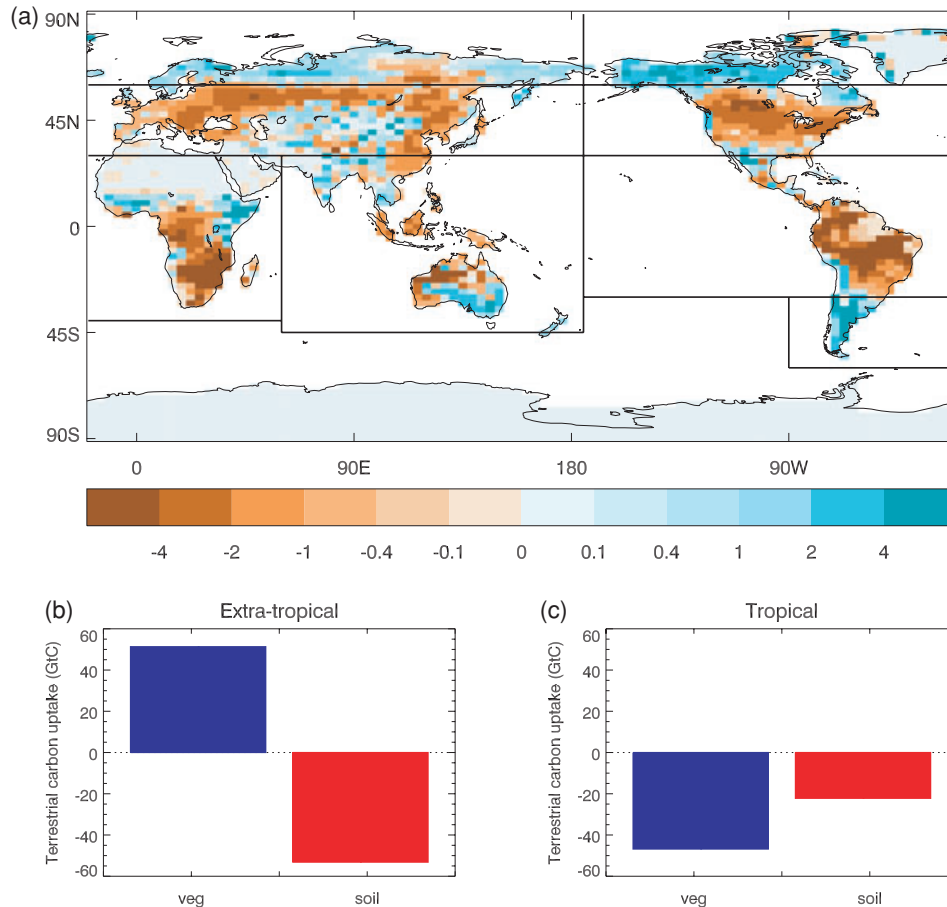 (a)
90N
45N
0
45S
90S
0 90E 180 90W
-4 -2 -1 -0.4 -0.1 0 0.1 0.4 1 2 4
(b)
Extra-tropical
Terrestrial carbon uptake (GtC)
60
40
20
0
-20
-40
-60
veg soil
(c)
Tropical
Terrestrial carbon uptake (GtC)
60
40
20
0
-20
-40
-60
veg soil